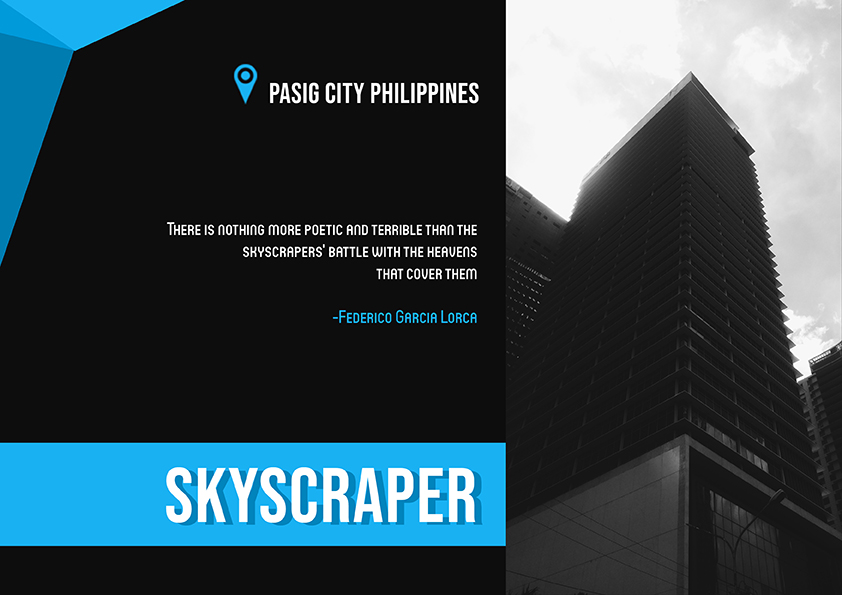 PASIG CITY PHILIPPINES
There is nothing more poetic and terrible than the
skyscrapers' battle with the heavens
that cover them
-Federico Garcia Lorca
SKYSCRAPER